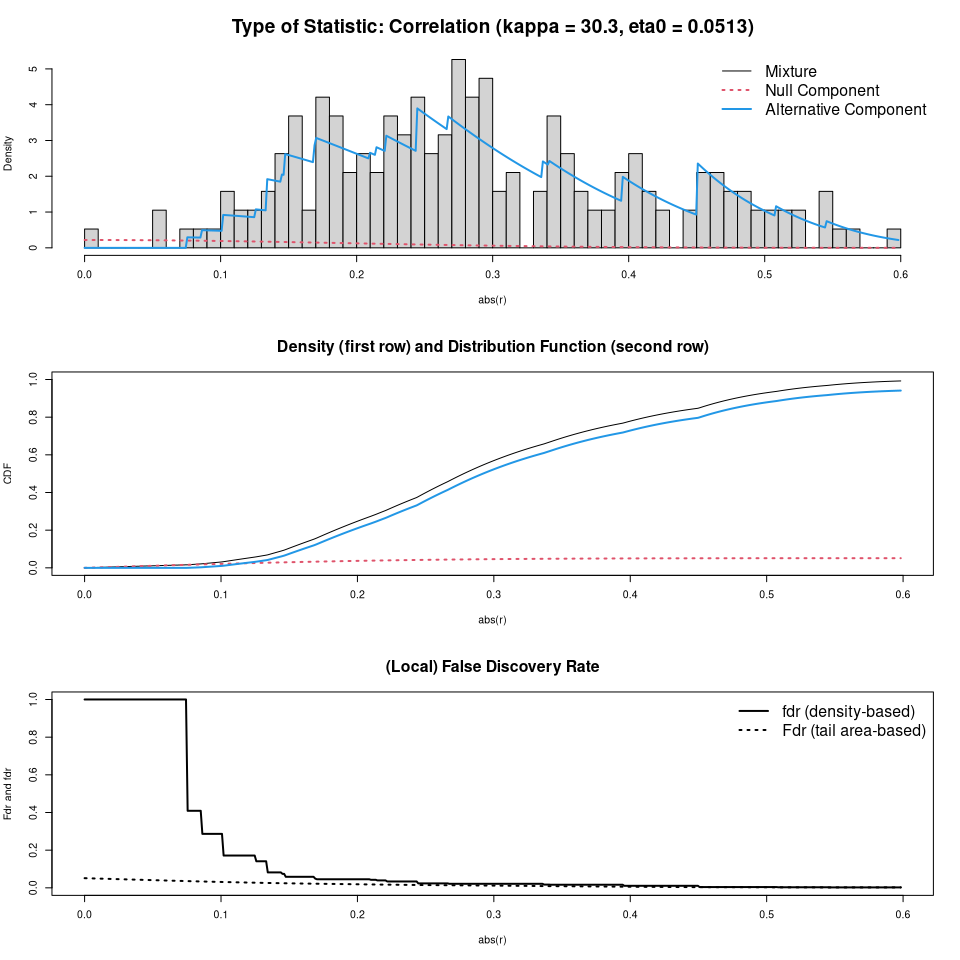 Type of Statistic: Correlation (kappa = 30.3, eta0 = 0.0513)
Density
5
4
3
2
1
0
Mixture
Null Component
Alternative Component
0.0 0.1 0.2 0.3 0.4 0.5 0.6
abs(r)
Density (first row) and Distribution Function (second row)
CDF
1.0
0.8
0.6
0.4
0.2
0.0
0.0 0.1 0.2 0.3 0.4 0.5 0.6
abs(r)
(Local) False Discovery Rate
Fdr and fdr
1.0
0.8
0.6
0.4
0.2
0.0
fdr (density-based)
Fdr (tail area-based)
0.0 0.1 0.2 0.3 0.4 0.5 0.6
abs(r)